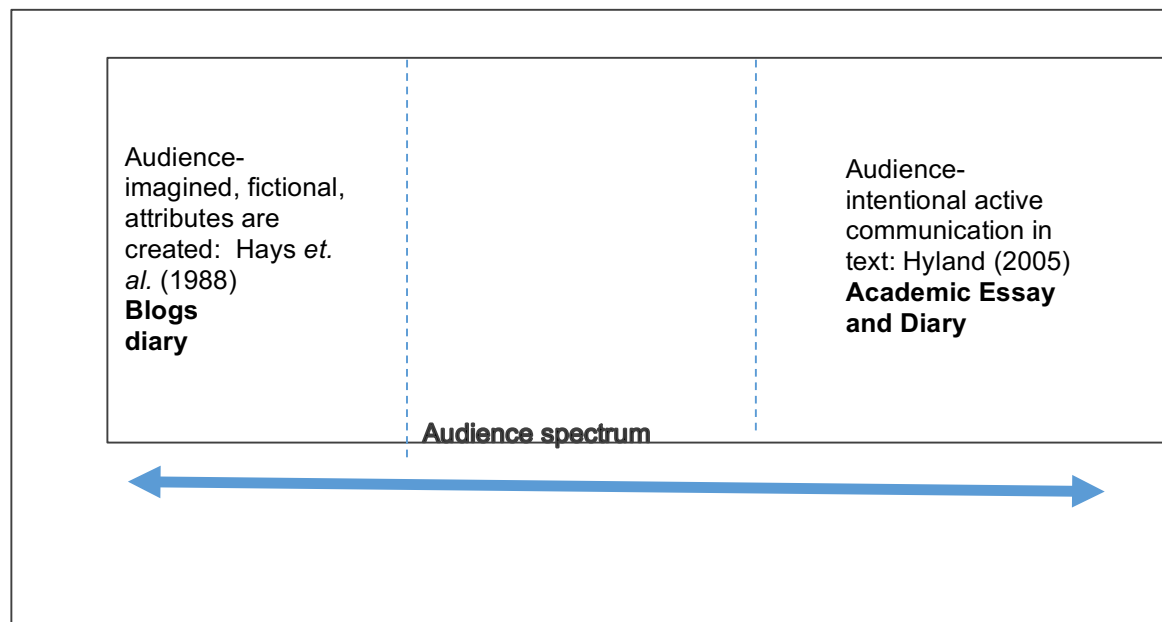 Audience-
imagined, fictional,
attributes are
created:  Hays et.
al. (1988)
Blogs
diary
Audience-
intentional active
communication in
text: Hyland (2005)
Academic Essay
and Diary
Audience spectrum